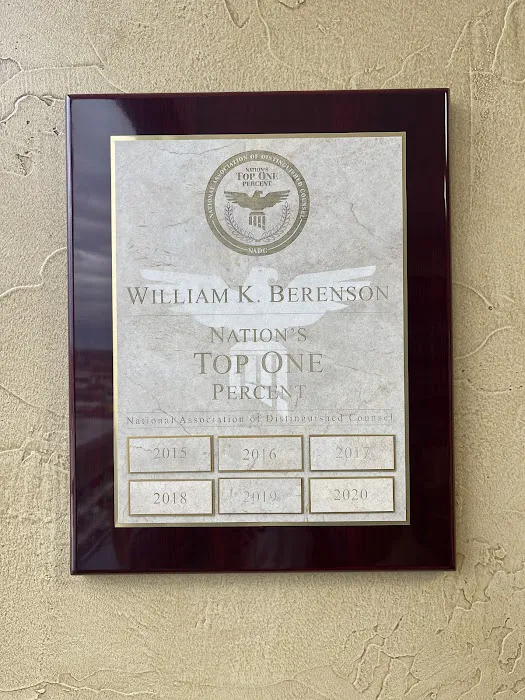 NATIONAL ASSOCIATION OF DISTINGUISHED COUNSEL
NATION'S
TOP ONE
PERCENT
NADC
WILLIAM K. BERENSON
NATION'S
TOP ONE
PERCENT
National Association of Distinguished Counsel
2015 2016 2017
2018 2019 2020